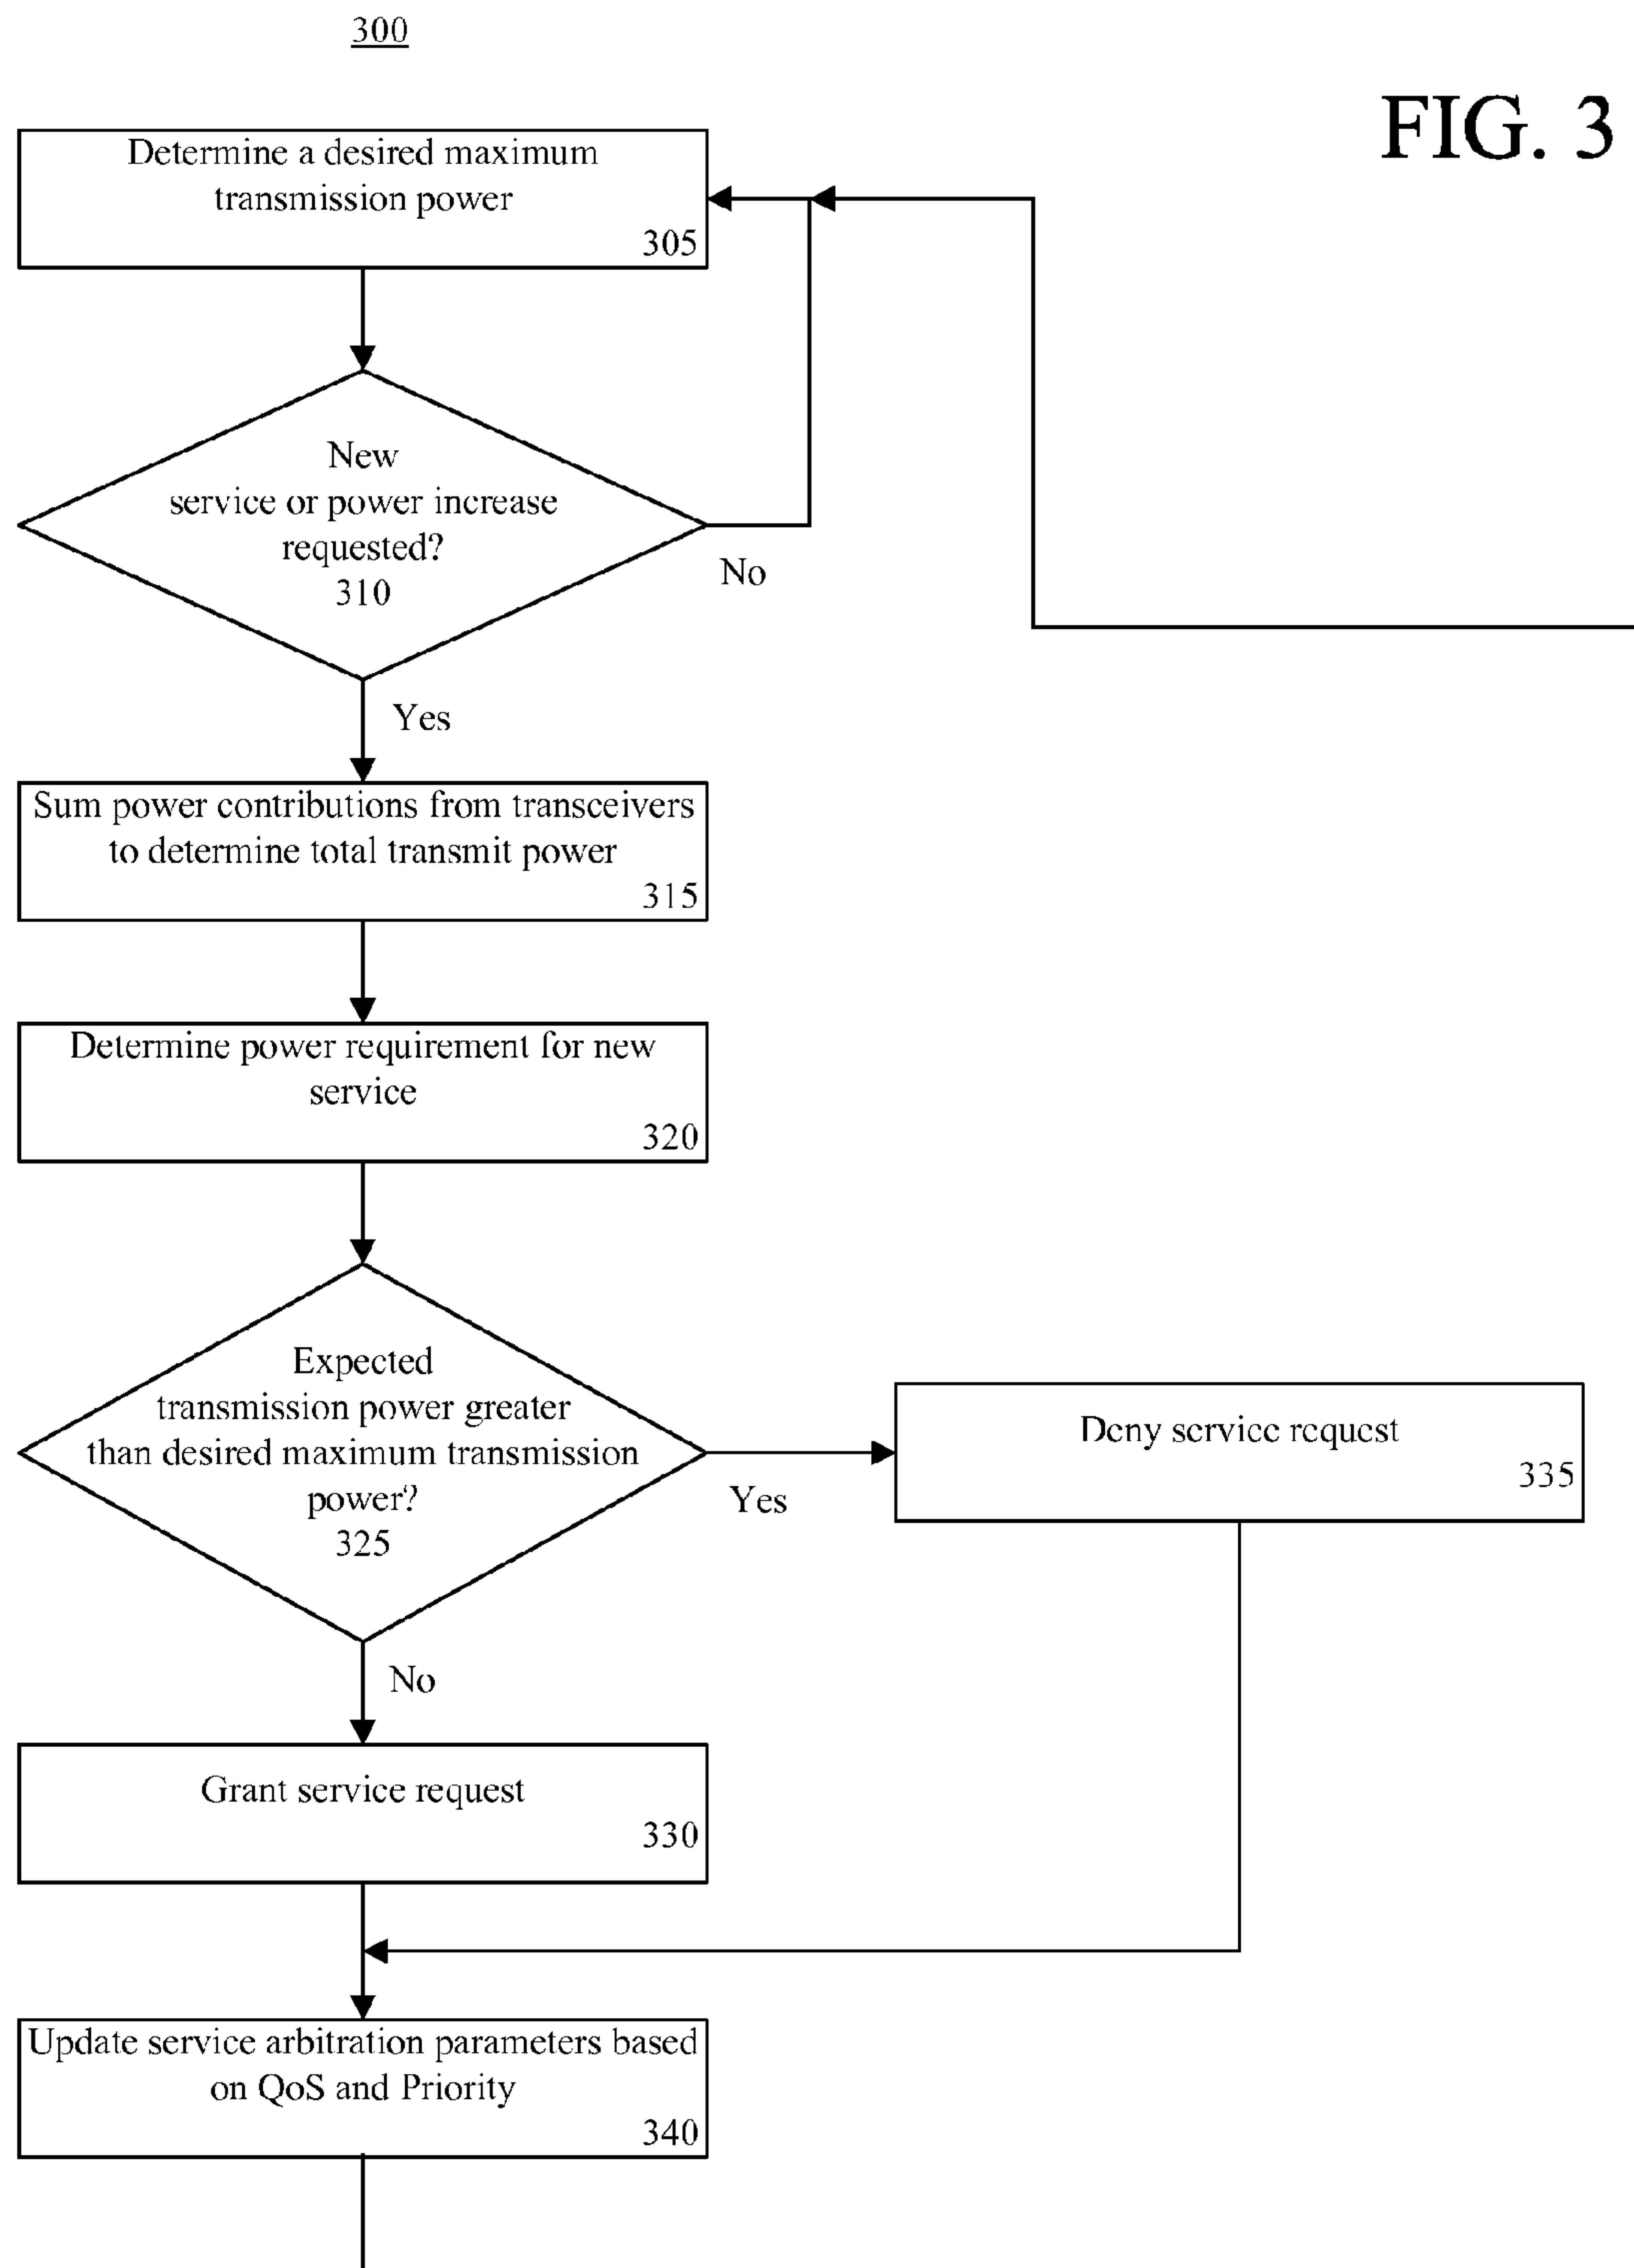 300
FIG. 3
Determine a desired maximum
transmission power
305
New
service or power increase
requested?
310
No
Yes
Sum power contributions from transceivers
to determine total transmit power
315
Determine power requirement for new
service
320
Expected
transmission power greater
than desired maximum transmission
power?
325
Yes
Deny service request
335
No
Grant service request
330
Update service arbitration parameters based
on QoS and Priority
340